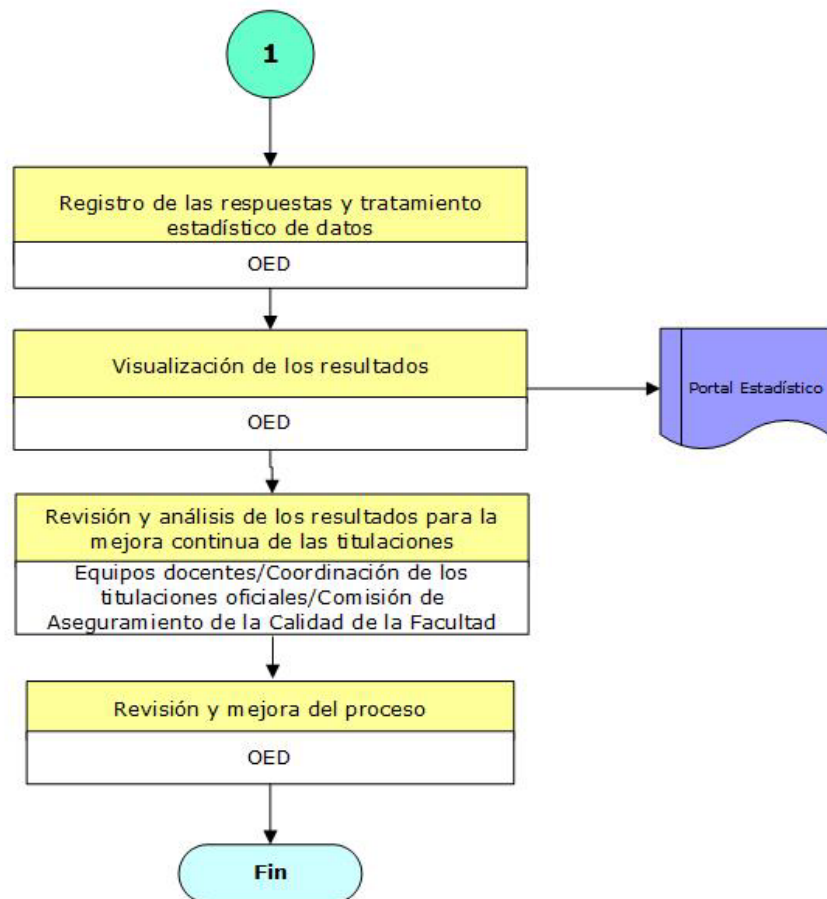 1
Registro de las respuestas y tratamiento
estadístico de datos
OED
Visualización de los resultados
OED
Portal Estadístico
Revisión y análisis de los resultados para la
mejora continua de las titulaciones
Equipos docentes/Coordinación de los
titulaciones oficiales/Comisión de
Aseguramiento de la Calidad de la Facultad
Revisión y mejora del proceso
OED
Fin